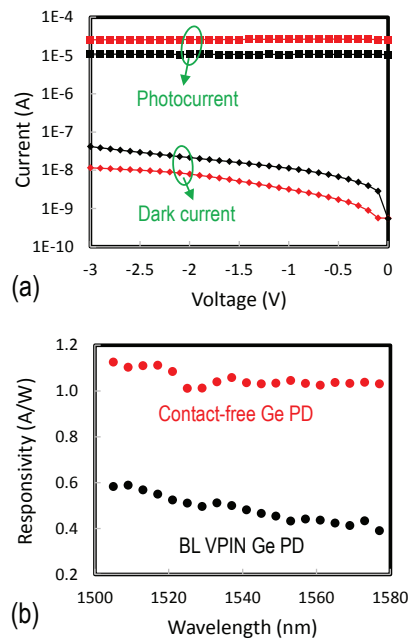 1E-4
1E-5
1E-6
1E-7
1E-8
1E-9
1E-10
Current (A)
Photocurrent
Dark current
-3 -2.5 -2 -1.5 -1 -0.5 0
Voltage (V)
(a)
1.2
1.0
0.8
0.6
0.4
0.2
Responsivity (A/W)
Contact-free Ge PD
BL VPIN Ge PD
1500 1520 1540 1560 1580
Wavelength (nm)
(b)